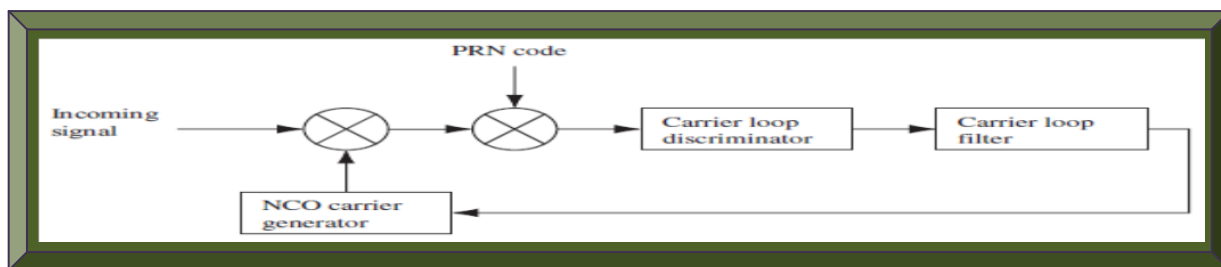 PRN code
Incoming
signal
Carrier loop
discriminator
Carrier loop
filter
NCO carrier
generator